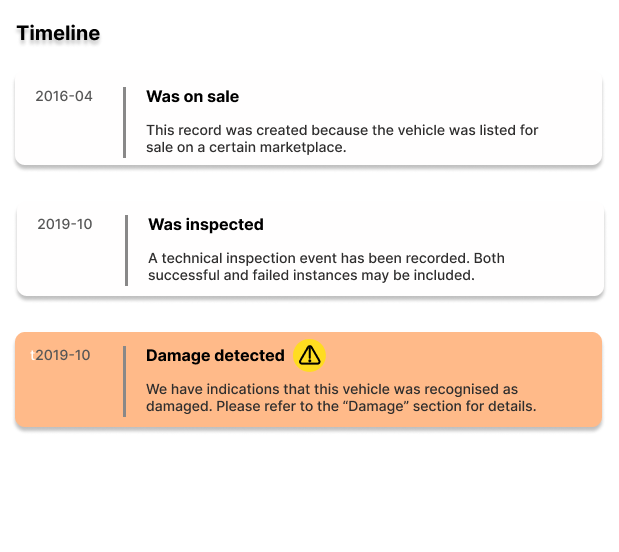 Timeline
2016-04
Was on sale
This record was created because the vehicle was listed for
sale on a certain marketplace.
2019-10
Was inspected
A technical inspection event has been recorded. Both
successful and failed instances may be included.
t2019-10
Damage detected
We have indications that this vehicle was recognised as
damaged. Please refer to the “Damage” section for details.